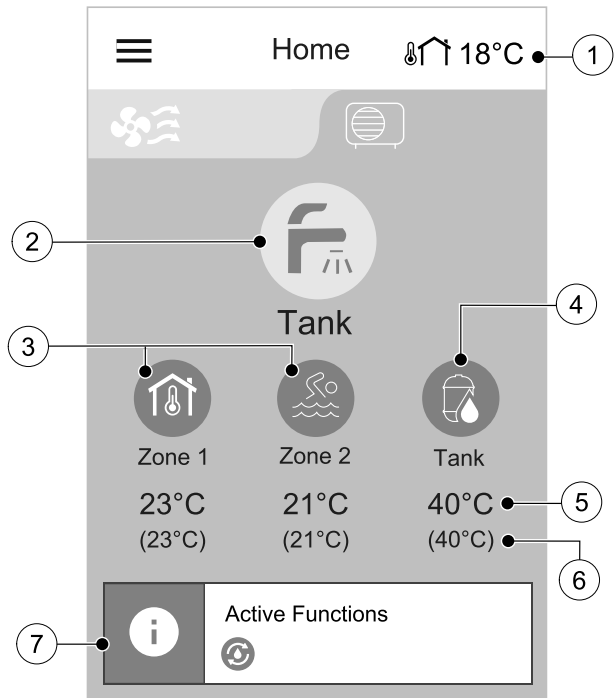 Home
18°C
1
2
Tank
3
4
Zone 1
Zone 2
Tank
23°C
21°C
40°C
5
(23°C)
(21°C)
(40°C)
6
7
i
Active Functions